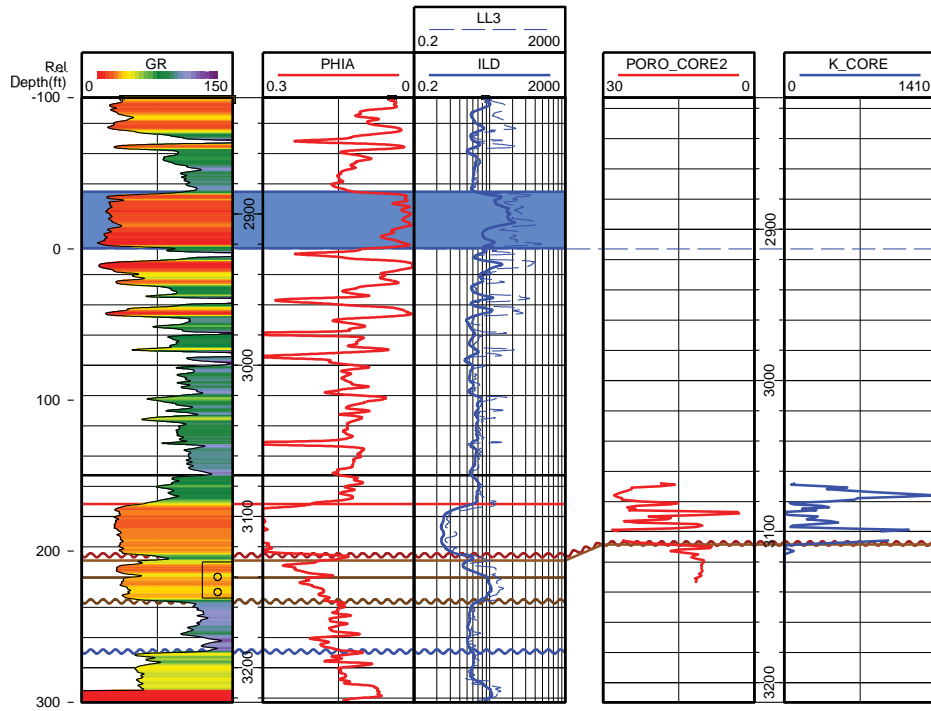 LL3
0.2 2000
Rel Depth(ft)
GR
0 150
PHIA
0.3 0
ILD
0.2 2000
PORO_CORE2
30 0
K_CORE
0 1410
-100
0
100
200
300
2900
3000
3100
3200
2900
3000
3100
3200